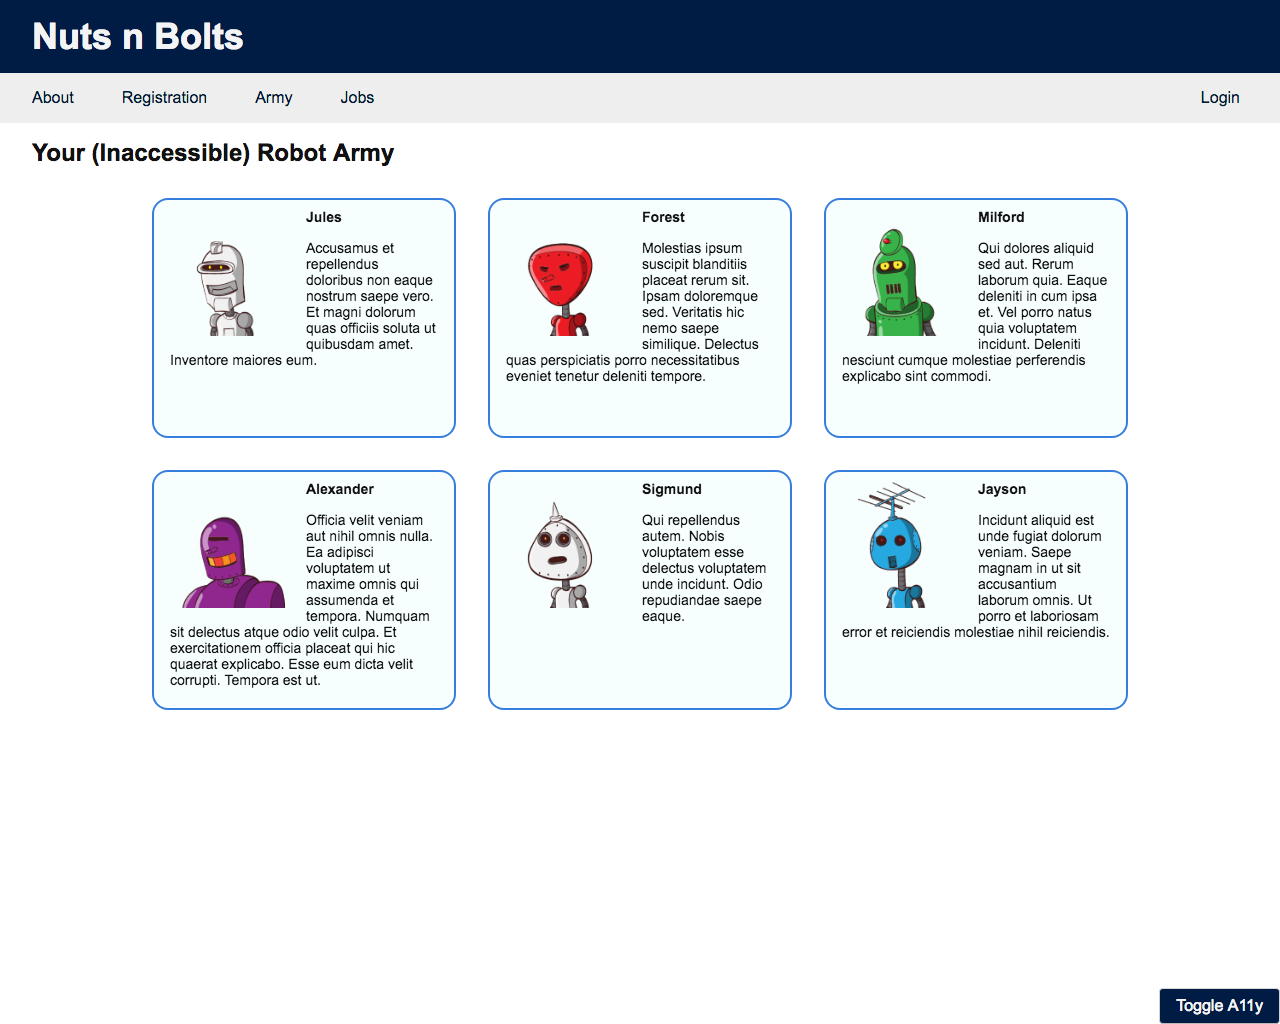 Nuts n Bolts
About Registration Army Jobs Login
Your (Inaccessible) Robot Army
Jules
Accusamus et
repellendus
doloribus non eaque
nostrum saepe vero.
Et magni dolorum
quas officiis soluta ut
quibusdam amet.
Inventore maiores eum.
Forest
Molestias ipsum
suscipit blanditiis
placeat rerum sit.
Ipsam doloremque
sed. Veritatis hic
nemo saepe
similique. Delectus
quas perspiciatis porro necessitatibus
eveniet tenetur deleniti tempore.
Milford
Qui dolores aliquid
sed aut. Rerum
laborum quia. Eaque
deleniti in cum ipsa
et. Vel porro natus
quia voluptatem
incidunt. Deleniti
nesciunt cumque molestiae perferendis
explicabo sint commodi.
Alexander
Officia velit veniam
aut nihil omnis nulla.
Ea adipisci
voluptatem ut
maxime omnis qui
assumenda et
tempora. Numquam
sit delectus atque odio velit culpa. Et
exercitationem officia placeat qui hic
quaerat explicabo. Esse eum dicta velit
corrupti. Tempora est ut.
Sigmund
Qui repellendus
autem. Nobis
voluptatem esse
delectus voluptatem
unde incidunt. Odio
repudiandae saepe
eaque.
Jayson
Incidunt aliquid est
unde fugiat dolorum
veniam. Saepe
magnam in ut sit
accusantium
laborum omnis. Ut
porro et laboriosam
error et reiciendis molestiae nihil reiciendis.
Toggle A11y